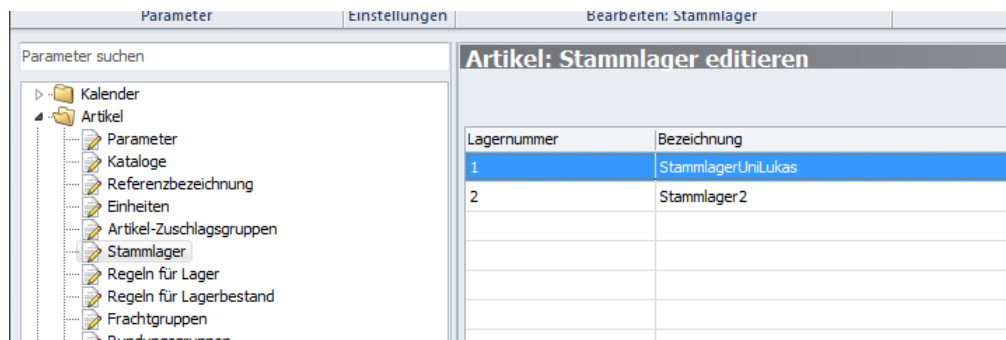 Parameter
Einstellungen
Bearbeiten: Stammlager
Parameter suchen
Artikel: Stammlager editieren
Kalender
Artikel
Parameter
Kataloge
Referenzbezeichnung
Einheiten
Artikel-Zuschlagsgruppen
Stammlager
Regeln für Lager
Regeln für Lagerbestand
Frachtgruppen
Rundungsgruppen
Lagernummer Bezeichnung
1 StammlagerUniLukas
2 Stammlager2